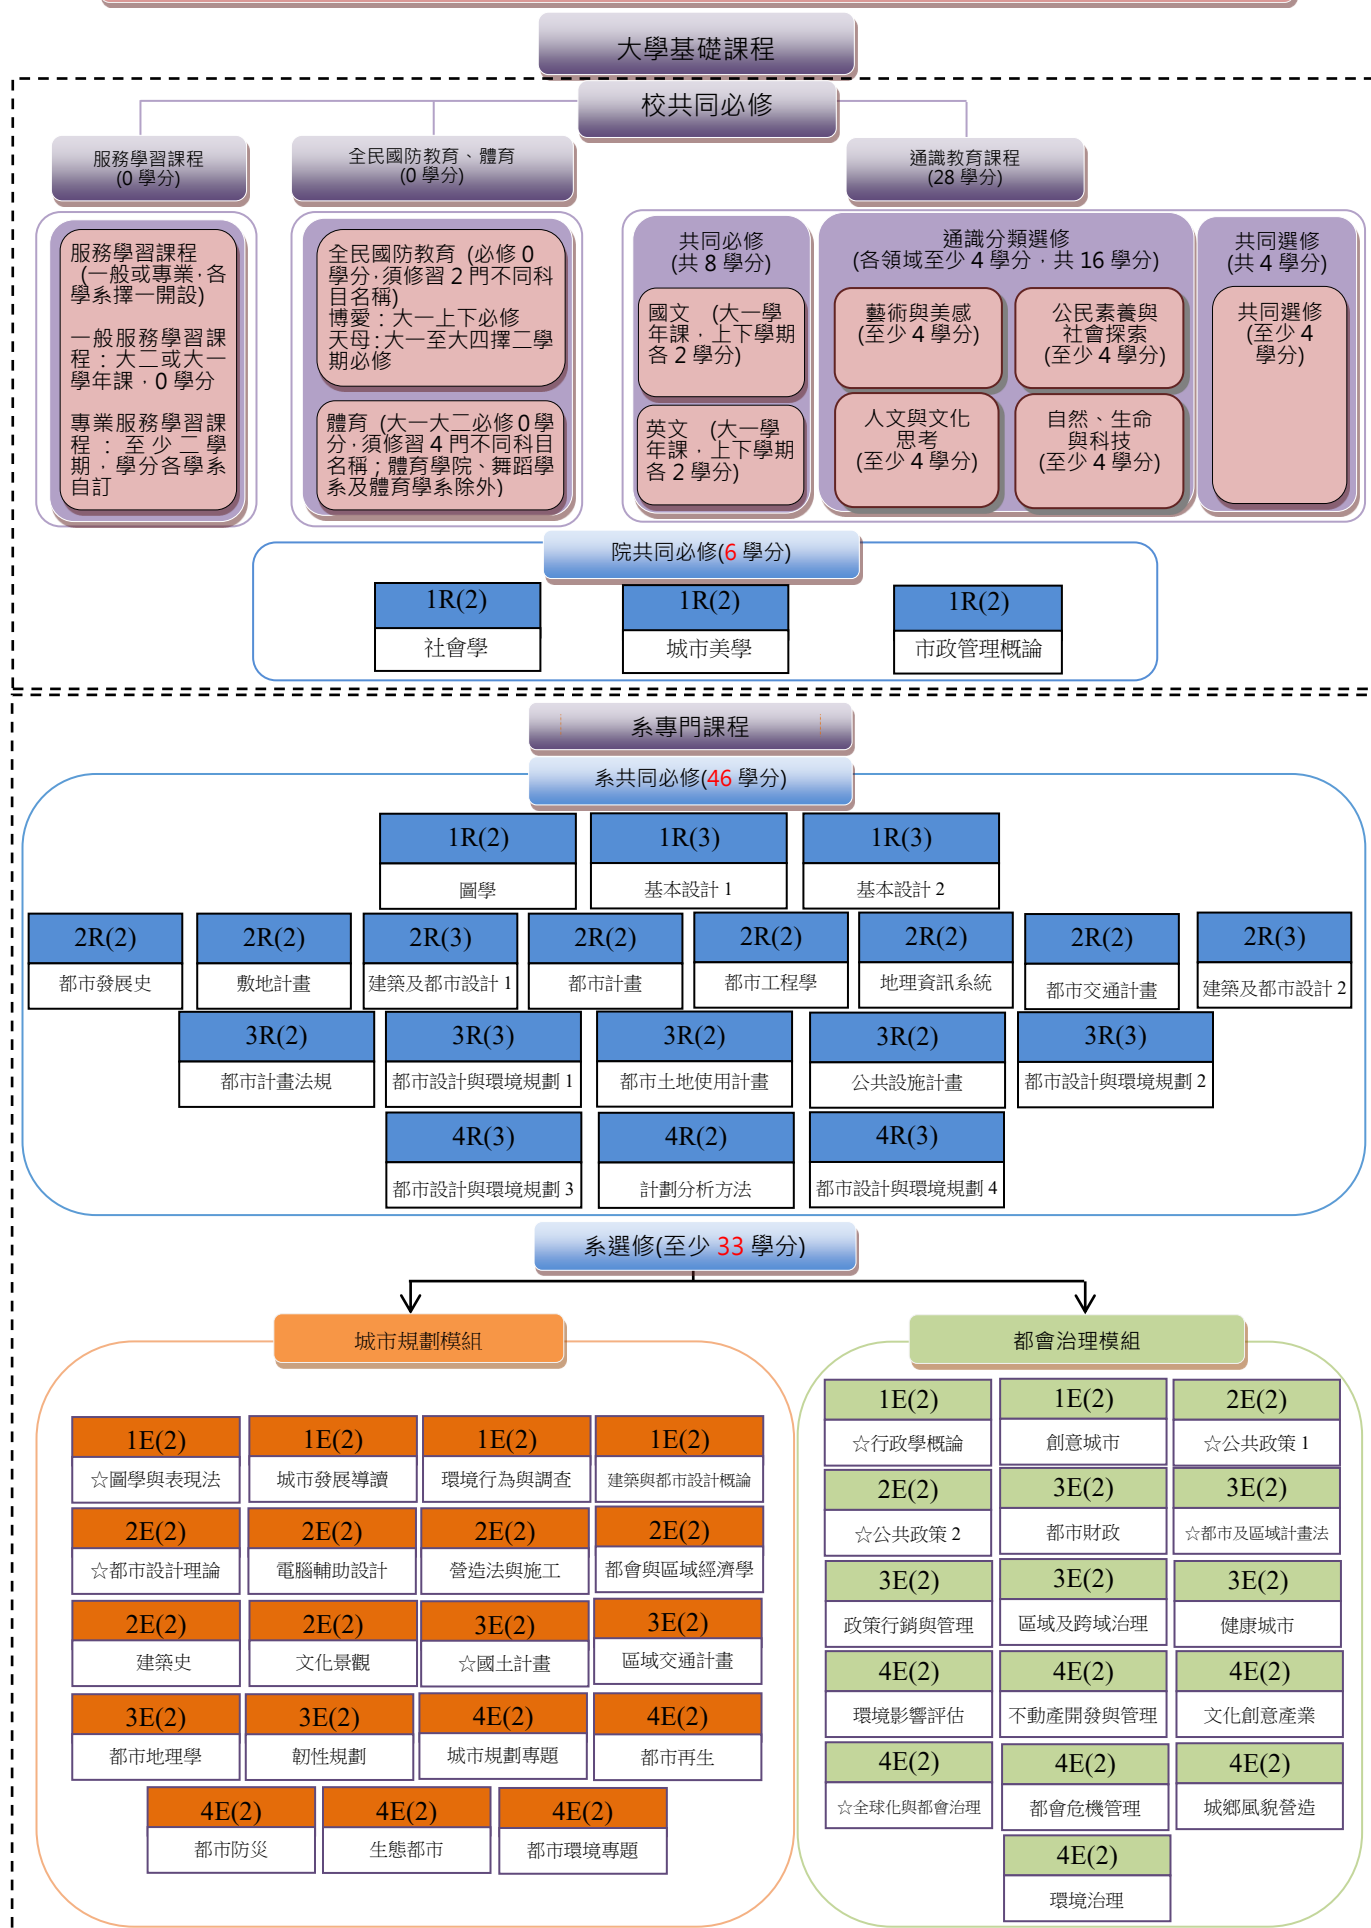 大學基礎課程
校共同必修
服務學習課程
(0 學分)
全民國防教育、體育
(0 學分)
通識教育課程
(28 學分)
服務學習課程
(一般或專業，各
學系擇一開設)
一般服務學習課
程：大二或大一
學年課，0 學分
專業服務學習課
程：至少二學
期，學分各學系
自訂
全民國防教育 (必修 0
學分，須修習 2 門不同科
目名稱)
博愛：大一上下必修
天母：大一至大四擇二學
期必修
體育 (大一大二必修 0 學
分，須修習 4 門不同科目
名稱；體育學院、舞蹈學
系及體育學系除外)
共同必修
(共 8 學分)
國文 (大一學
年課，上下學期
各 2 學分)
英文 (大一學
年課，上下學期
各 2 學分)
通識分類選修
(各領域至少 4 學分，共 16 學分)
藝術與美感
(至少 4 學分)
公民素養與
社會探索
(至少 4 學分)
人文與文化
思考
(至少 4 學分)
自然、生命
與科技
(至少 4 學分)
共同選修
(共 4 學分)
共同選修
(至少 4
學分)
院共同必修(6 學分)
1R(2)
社會學
1R(2)
城市美學
1R(2)
市政管理概論
系專門課程
系共同必修(46 學分)
1R(2)
圖學
1R(3)
基本設計 1
1R(3)
基本設計 2
2R(2)
都市發展史
2R(2)
敷地計畫
2R(3)
建築及都市設計 1
2R(2)
都市計畫
2R(2)
都市工程學
2R(2)
地理資訊系統
2R(2)
都市交通計畫
2R(3)
建築及都市設計 2
3R(2)
都市計畫法規
3R(3)
都市設計與環境規劃 1
3R(2)
都市土地使用計畫
3R(2)
公共設施計畫
3R(3)
都市設計與環境規劃 2
4R(3)
都市設計與環境規劃 3
4R(2)
計劃分析方法
4R(3)
都市設計與環境規劃 4
系選修(至少 33 學分)
城市規劃模組
1E(2)
☆圖學與表現法
1E(2)
城市發展導讀
1E(2)
環境行為與調查
1E(2)
建築與都市設計概論
2E(2)
☆都市設計理論
2E(2)
電腦輔助設計
2E(2)
營造法與施工
2E(2)
都會與區域經濟學
2E(2)
建築史
2E(2)
文化景觀
3E(2)
☆國土計畫
3E(2)
區域交通計畫
3E(2)
都市地理學
3E(2)
韌性規劃
4E(2)
城市規劃專題
4E(2)
都市再生
4E(2)
都市防災
4E(2)
生態都市
4E(2)
都市環境專題
都會治理模組
1E(2)
☆行政學概論
1E(2)
創意城市
2E(2)
☆公共政策 1
2E(2)
☆公共政策 2
3E(2)
都市財政
3E(2)
☆都市及區域計畫法
3E(2)
政策行銷與管理
3E(2)
區域及跨域治理
3E(2)
健康城市
4E(2)
環境影響評估
4E(2)
不動產開發與管理
4E(2)
文化創意產業
4E(2)
☆全球化與都會治理
4E(2)
都會危機管理
4E(2)
城鄉風貌營造
4E(2)
環境治理